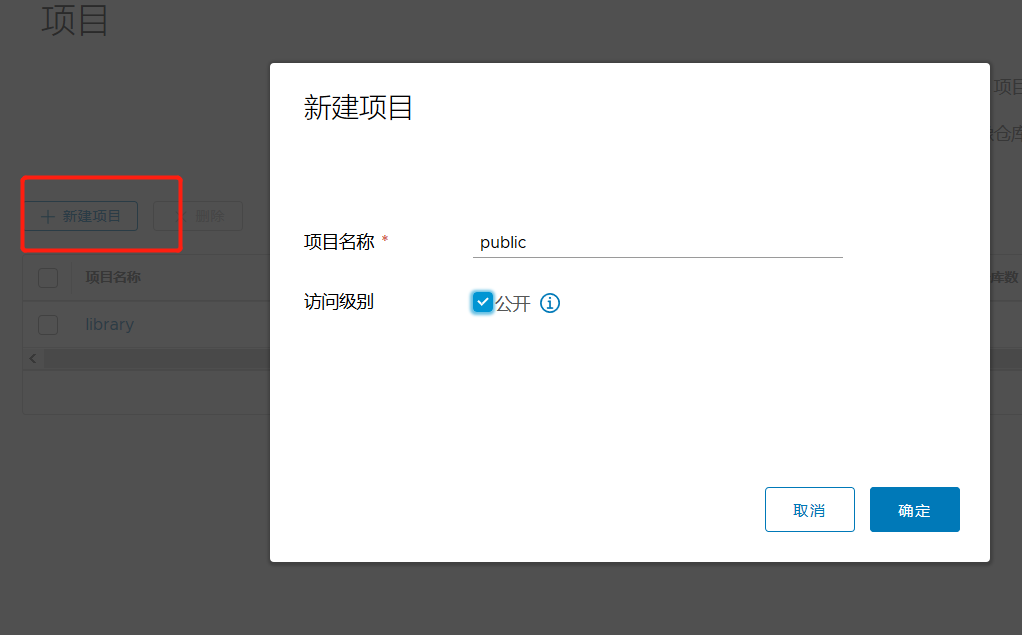 项目
新建项目
项目
仓库
+ 新建项目
删除
项目名称 * public
项目名称
库数
访问级别 公开
library
取消 确定